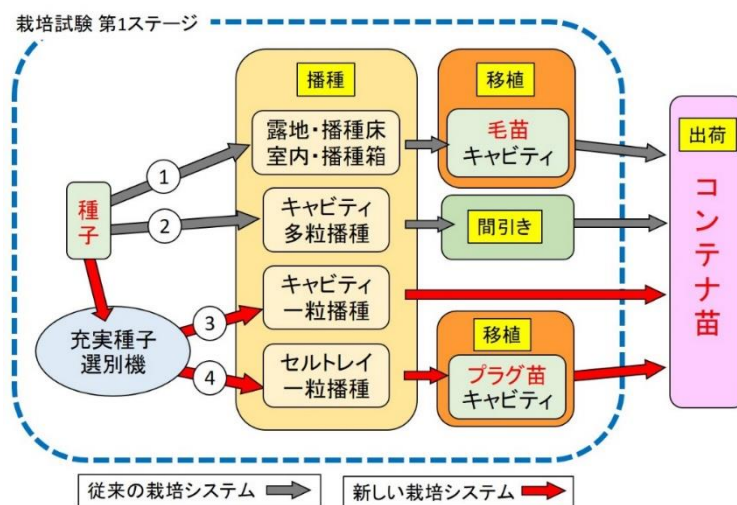 栽培試験 第1ステージ
播種
移植
露地・播種床
室内・播種箱
毛苗
キャビティ
出荷
コンテナ苗
種子
①
②
キャビティ
多粒播種
間引き
③
キャビティ
一粒播種
充実種子
選別機
④
セルトレイ
一粒播種
移植
プラグ苗
キャビティ
従来の栽培システム
新しい栽培システム